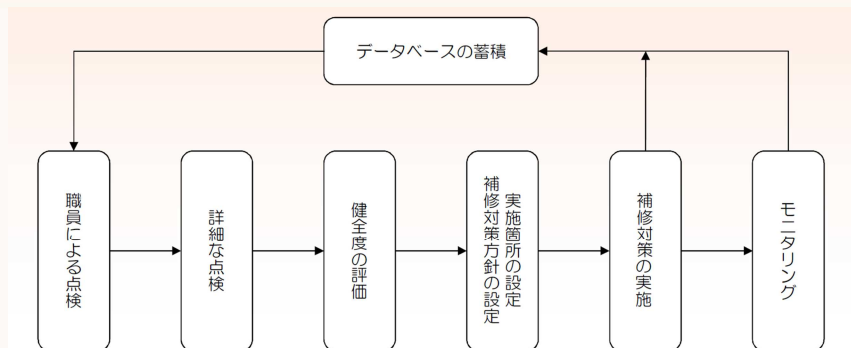 データベースの蓄積
職員による点検
詳細な点検
健全度の評価
実施箇所の設定
補修対策方針の設定
補修対策の実施
モニタリング